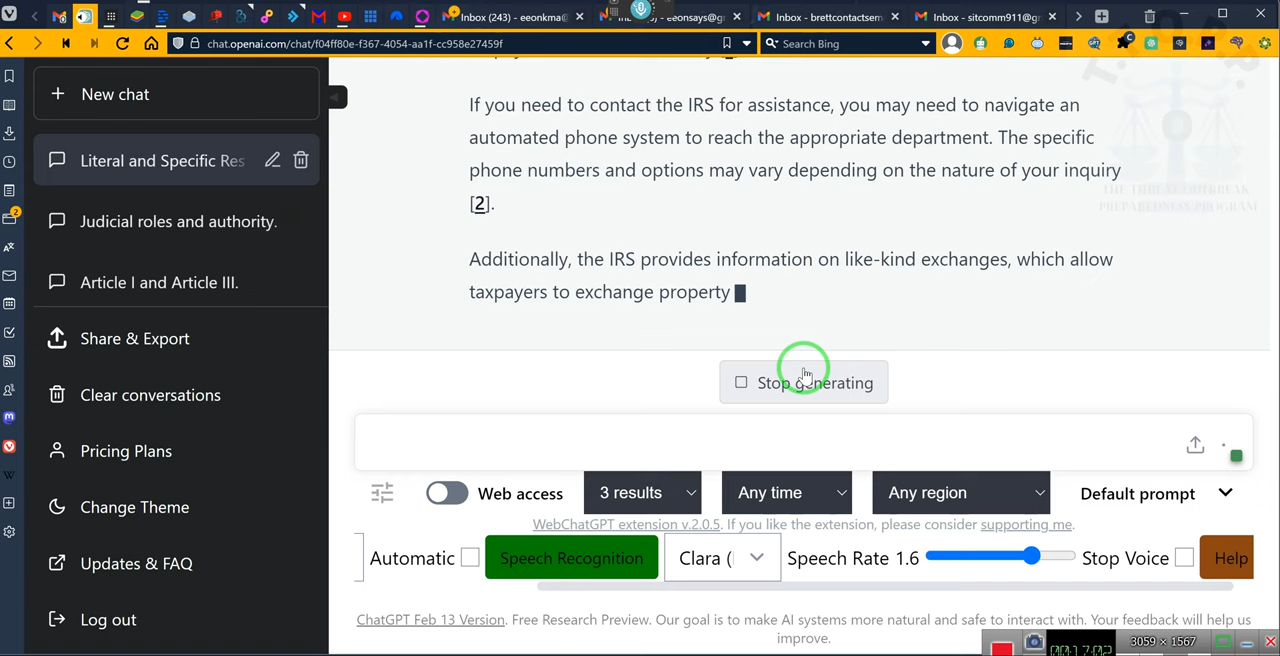 Inbox (243) - eeonkma@
Inbox - eeonsays@gr
Inbox - brettcontactsem
Inbox - sitcomm911@g
chat.openai.com/chat/f04ff80e-f367-4054-aa1f-cc958e27459f
Search Bing
New chat
Literal and Specific Res
Judicial roles and authority.
Article I and Article III.
Share & Export
Clear conversations
Pricing Plans
Change Theme
Updates & FAQ
Log out
If you need to contact the IRS for assistance, you may need to navigate an
automated phone system to reach the appropriate department. The specific
phone numbers and options may vary depending on the nature of your inquiry
[2].
Additionally, the IRS provides information on like-kind exchanges, which allow
taxpayers to exchange property
THE THREAT OUTBREAK
PREPAREDNESS PROGRAM
Stop generating
Web access
3 results
Any time
Any region
Default prompt
WebChatGPT extension v.2.0.5. If you like the extension, please consider supporting me.
Automatic
Speech Recognition
Clara (
Speech Rate 1.6
Stop Voice
Help
ChatGPT Feb 13 Version. Free Research Preview. Our goal is to make AI systems more natural and safe to interact with. Your feedback will help us
improve.
3059 × 1567